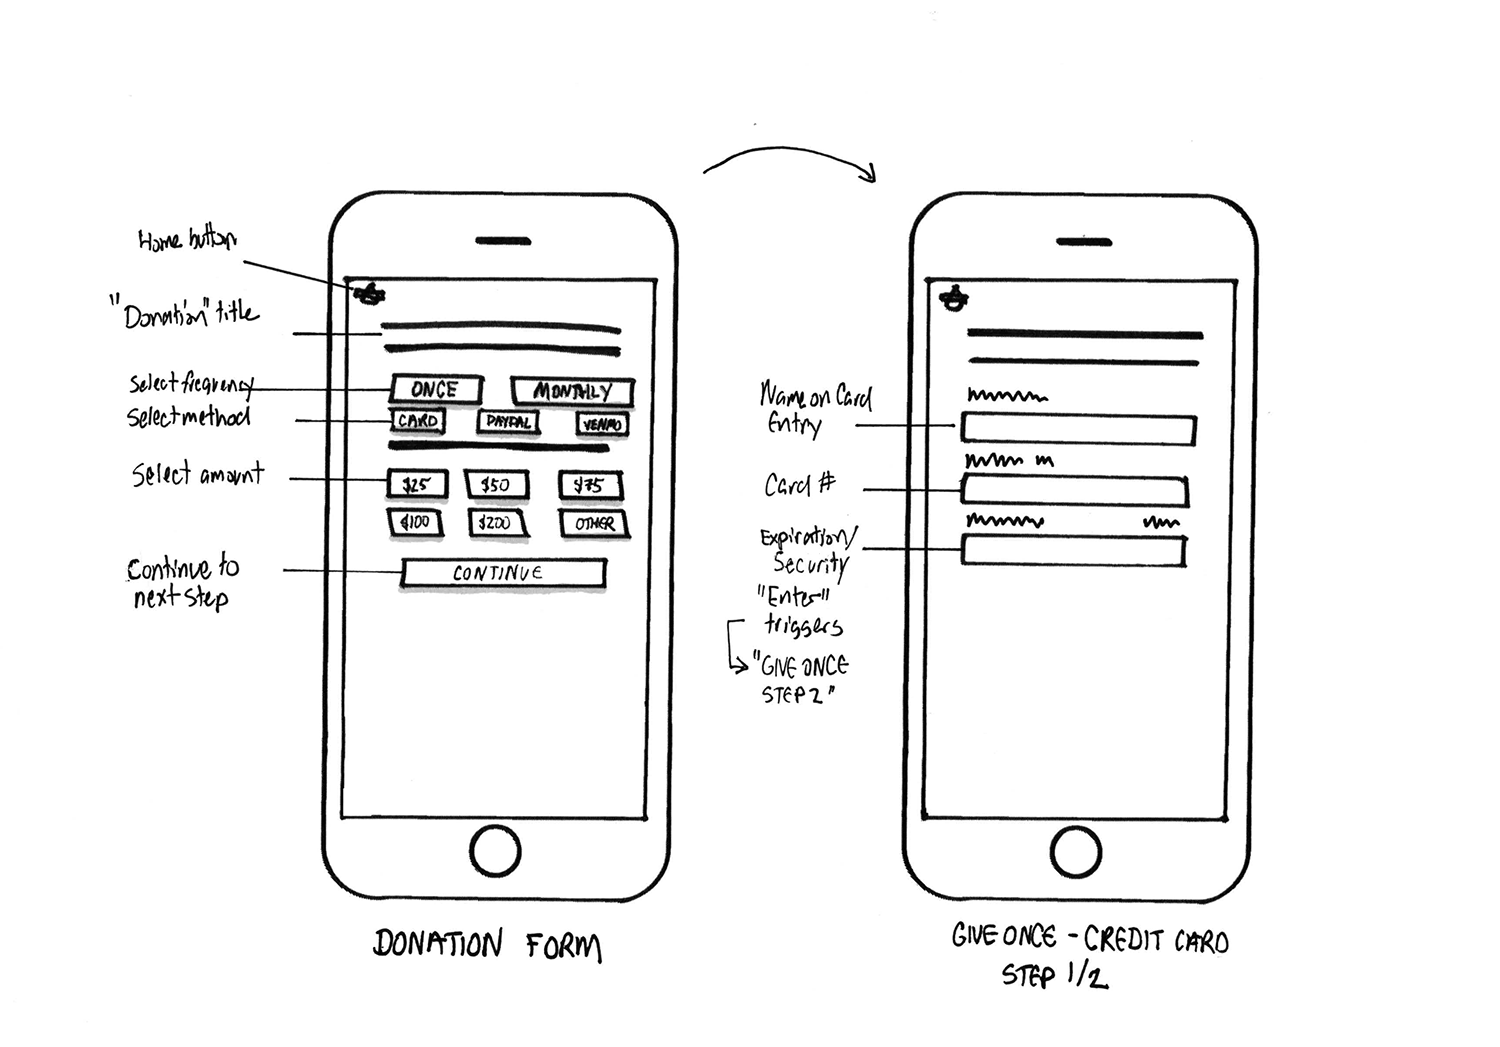 Home button
"Donation" title
Select frequency
Select method
Select amount
Continue to
next step
ONCE MONTHLY
CARD PAYPAL VENMO
$25 $50 $75
$100 $200 OTHER
CONTINUE
DONATION FORM
Name on Card
Entry
Card #
Expiration/
Security
"Enter"
triggers
"GIVE ONCE
STEP 2"
GIVE ONCE - CREDIT CARD
STEP 1/2